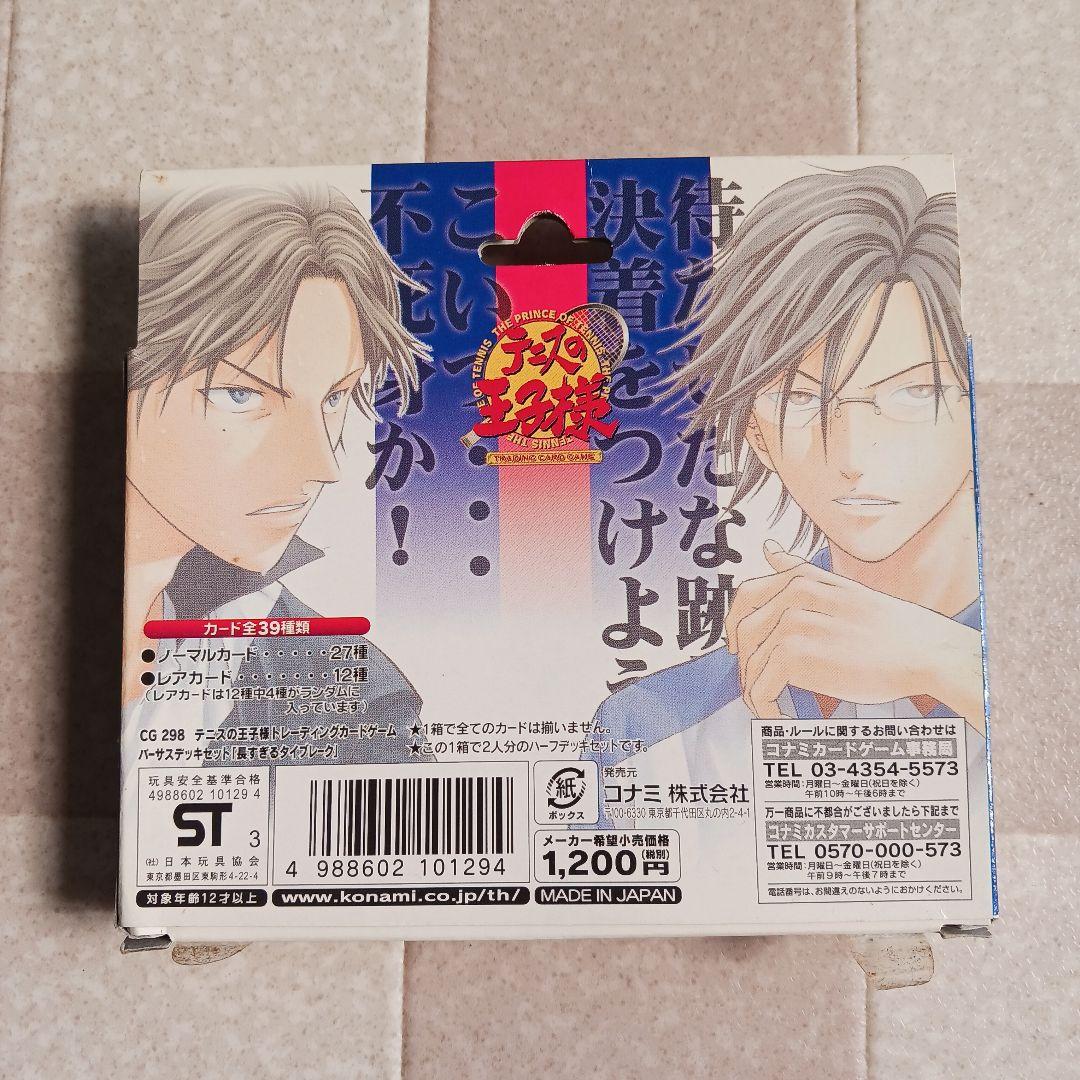 待たせたな跡
決着をつけよう
こいつ・・・
不死身か!
THE PRINCE OF TENNIS
テニスの
王子様
TRADING CARD GAME
カード全39種類
●ノーマルカード・・・・・27種
●レアカード・・・・・・・12種
(レアカードは12種中4種がランダムに
入っています)
CG 298 テニスの王子様トレーディングカードゲーム
バーサスデッキセット「長すぎるタイブレーク」
★1箱で全てのカードは揃いません。
★この1箱で2人分のハーフデッキセットです。
玩具安全基準合格
4988602 10129 4
ST 3
(社)日本玩具協会
東京都墨田区東駒形4-22-4
対象年齢12才以上
4 988602 101294
www.konami.co.jp/th/
紙
ボックス
発売元
コナミ 株式会社
〒100-6330 東京都千代田区丸の内2-4-1
メーカー希望小売価格
1,200円(税別)
MADE IN JAPAN
商品・ルールに関するお問い合わせは
コナミカードゲーム事務局
TEL 03-4354-5573
営業時間:月曜日~金曜日(祝日を除く)
午前10時~午後6時まで
万一商品に不都合がございましたら下記まで
コナミカスタマーサポートセンター
TEL 0570-000-573
営業時間:月曜日~金曜日(祝日を除く)
午前9時~午後7時まで
電話番号は、お間違えのないようにおかけください。